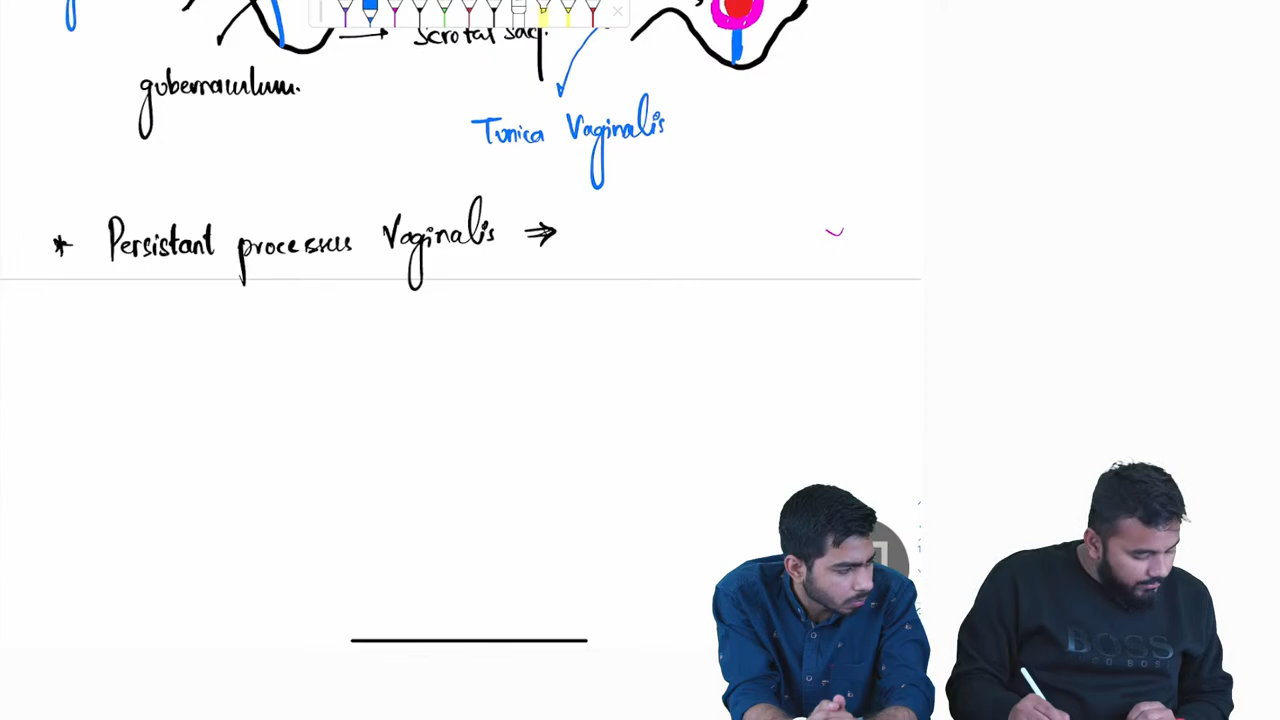 scrotal sac.
gubernaculum.
Tunica Vaginalis
* Persistant processus Vaginalis ⇒
BOSS